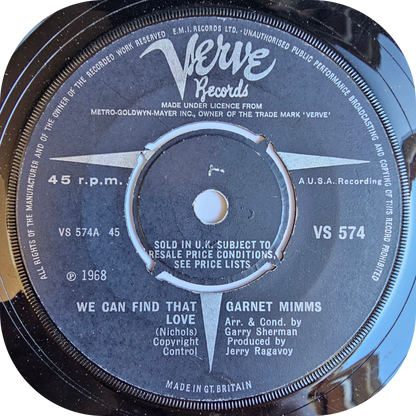 ALL RIGHTS OF THE MANUFACTURER AND OF THE OWNER OF THE RECORDED WORK RESERVED E.M.I. RECORDS LTD. · UNAUTHORISED PUBLIC PERFORMANCE BROADCASTING AND COPYING OF THIS RECORD PROHIBITED
Verve
Records
MADE UNDER LICENCE FROM
METRO-GOLDWYN-MAYER INC., OWNER OF THE TRADE MARK 'VERVE'
45 r.p.m.
A U.S.A. Recording
VS 574A 45
VS 574
SOLD IN U.K. SUBJECT TO
RESALE PRICE CONDITIONS,
SEE PRICE LISTS
℗ 1968
WE CAN FIND THAT
LOVE
(Nichols)
Copyright
Control
GARNET MIMMS
Arr. & Cond. by
Garry Sherman
Produced by
Jerry Ragavoy
MADE IN GT. BRITAIN